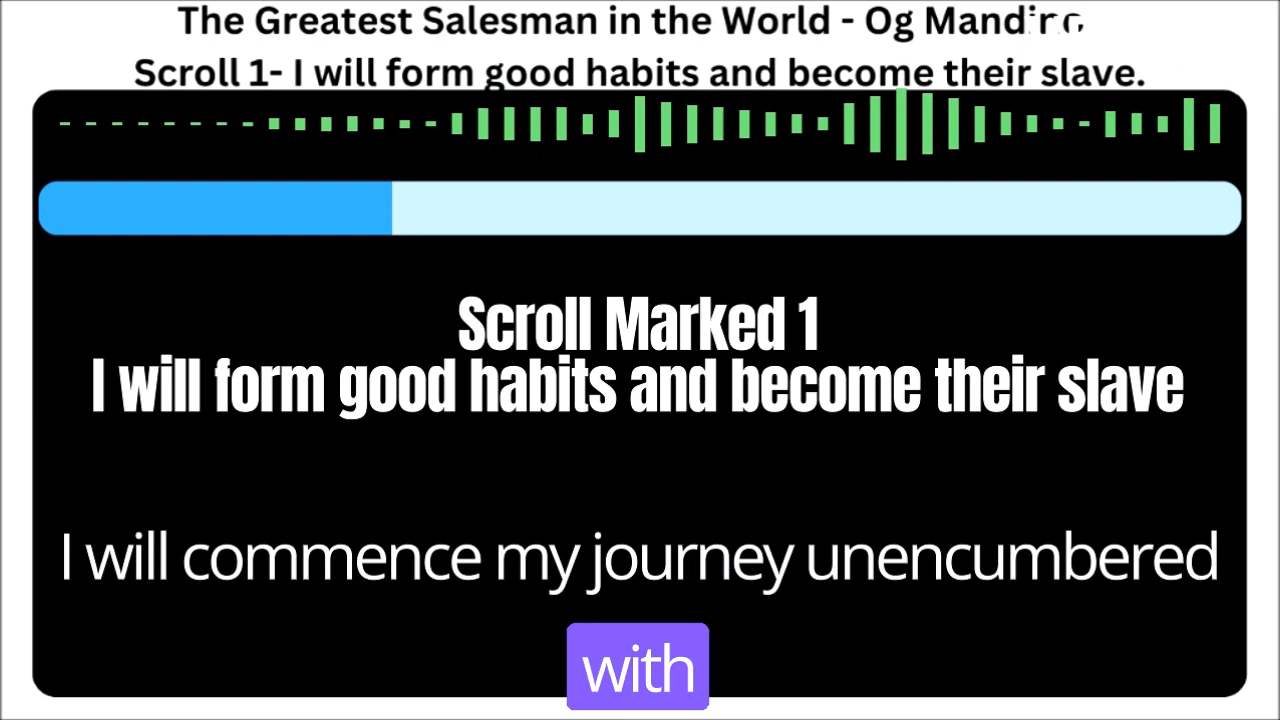 The Greatest Salesman in the World - Og
Scroll 1- I will form good habits and become their slave.
Scroll Marked 1
I will form good habits and become their slave
I will commence my journey unencumbered
with